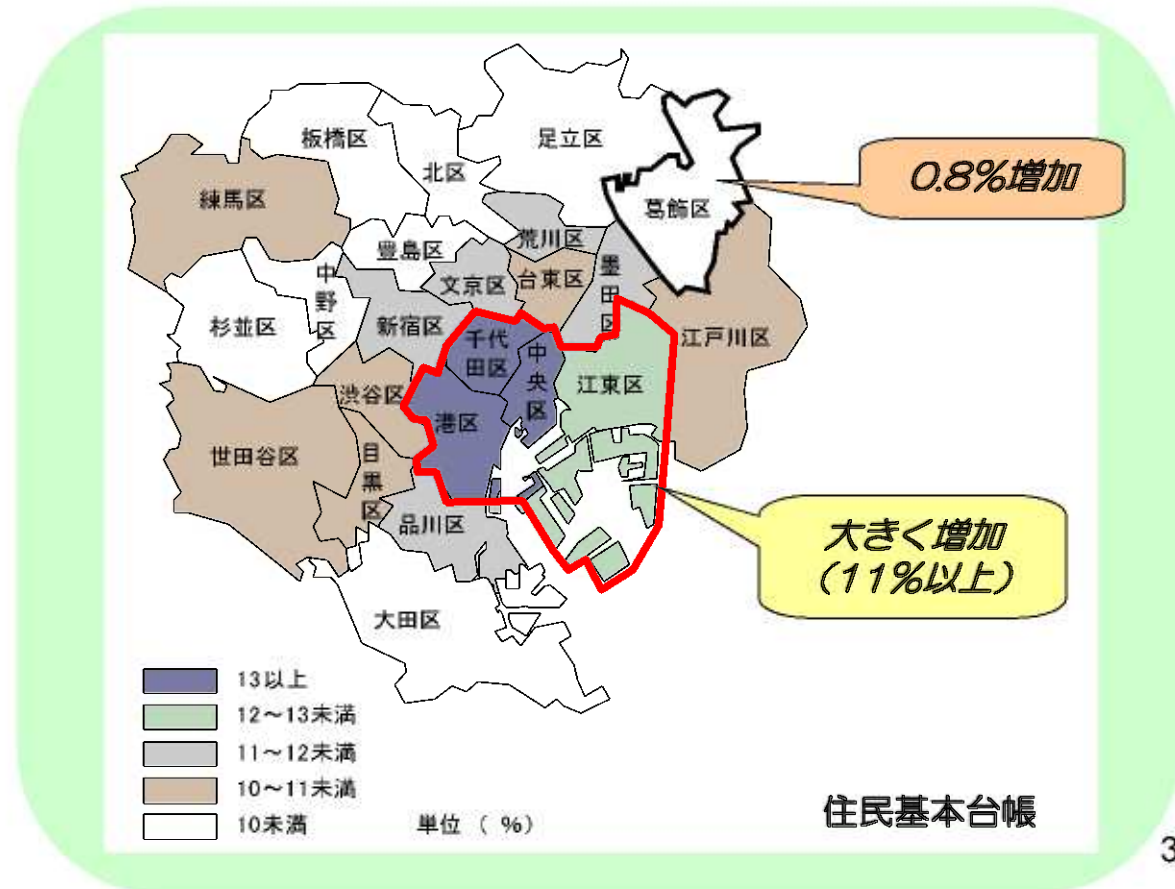 足立区
板橋区
北区
0.8%増加
練馬区
葛飾区
荒川区
豊島区
台東区
文京区
墨田区
中野区
杉並区
新宿区
千代田区
中央区
江戸川区
江東区
渋谷区
港区
世田谷区
目黒区
品川区
大きく増加
(11%以上)
大田区
13以上
12~13未満
11~12未満
10~11未満
10未満 単位 ( %)
住民基本台帳
3